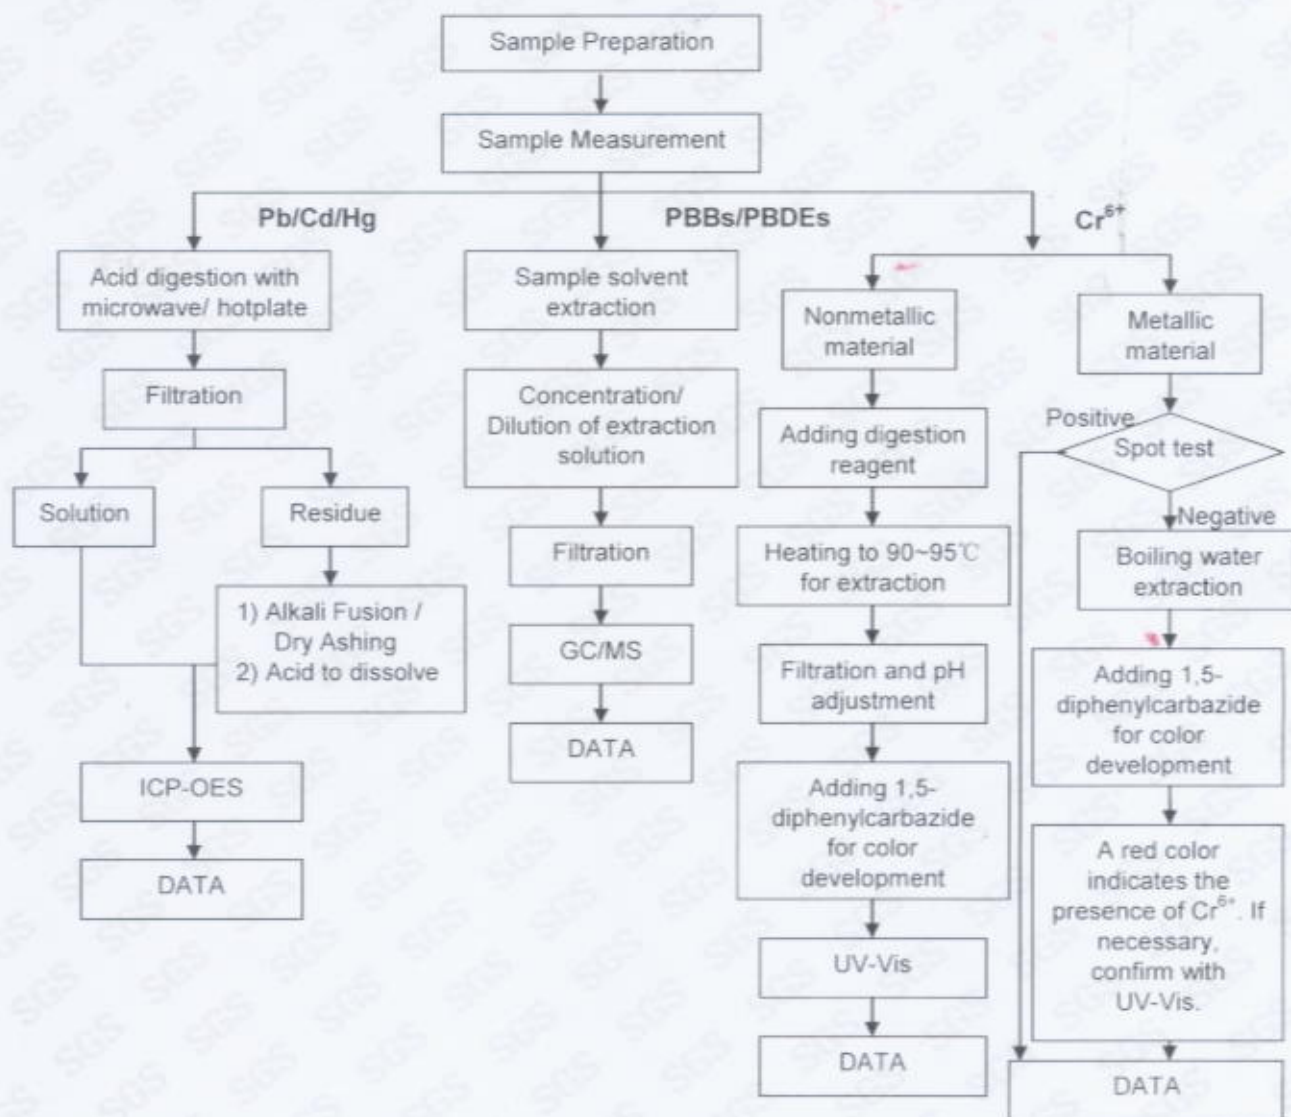 Sample Preparation
Sample Measurement
Pb/Cd/Hg
PBBs/PBDEs
Cr⁶⁺
Acid digestion with
microwave/ hotplate
Filtration
Solution
Residue
1) Alkali Fusion /
Dry Ashing
2) Acid to dissolve
ICP-OES
DATA
Sample solvent
extraction
Concentration/
Dilution of extraction
solution
Filtration
GC/MS
DATA
Nonmetallic
material
Adding digestion
reagent
Heating to 90~95℃
for extraction
Filtration and pH
adjustment
Adding 1,5-
diphenylcarbazide
for color
development
UV-Vis
DATA
Metallic
material
Positive
Spot test
Negative
Boiling water
extraction
Adding 1,5-
diphenylcarbazide
for color
development
A red color
indicates the
presence of Cr⁶⁺. If
necessary,
confirm with
UV-Vis.
DATA
SGS